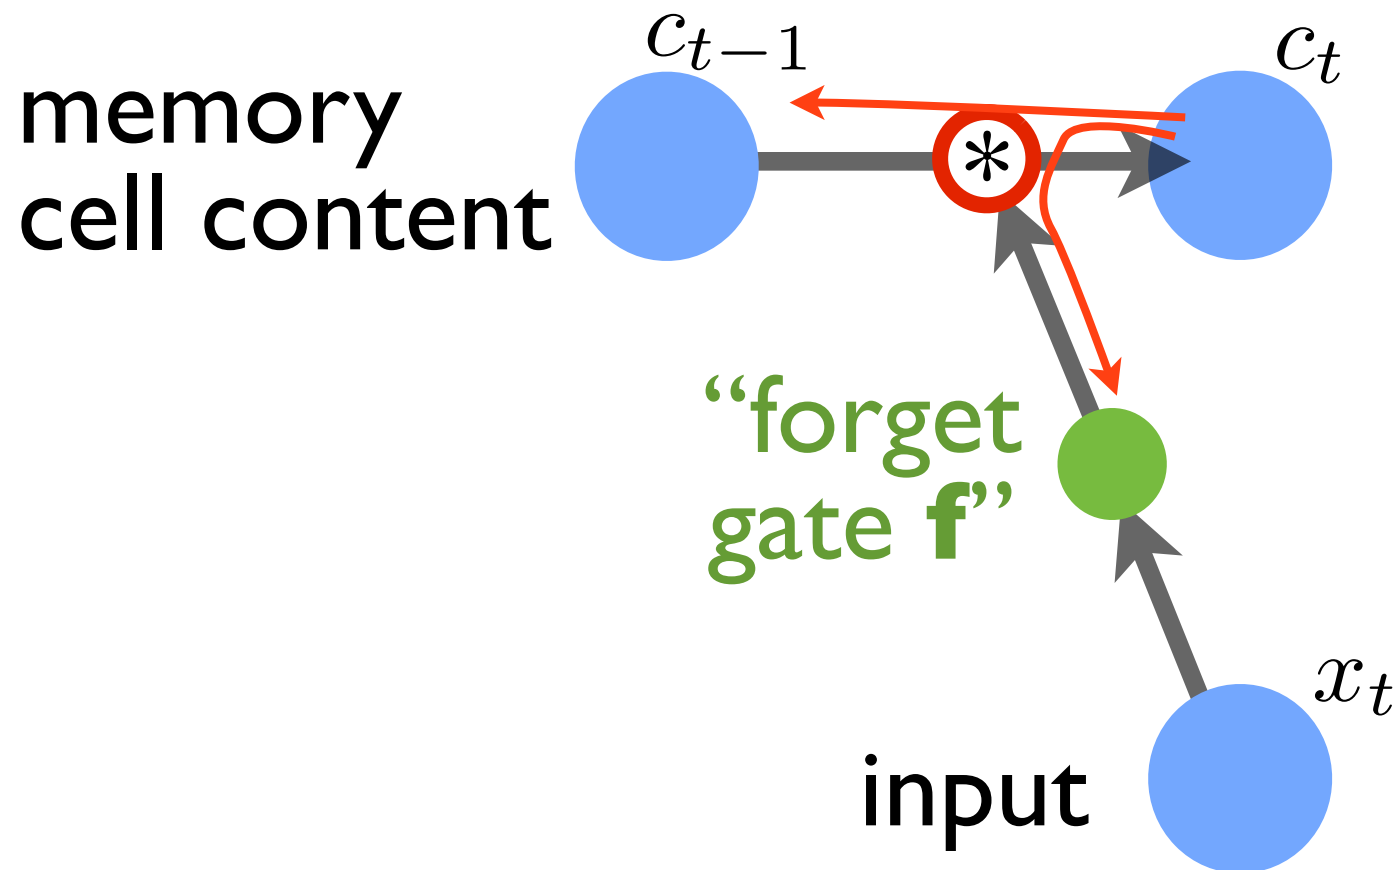 c_{t-1}
c_t
memory
cell content
*
“forget
gate f”
x_t
input